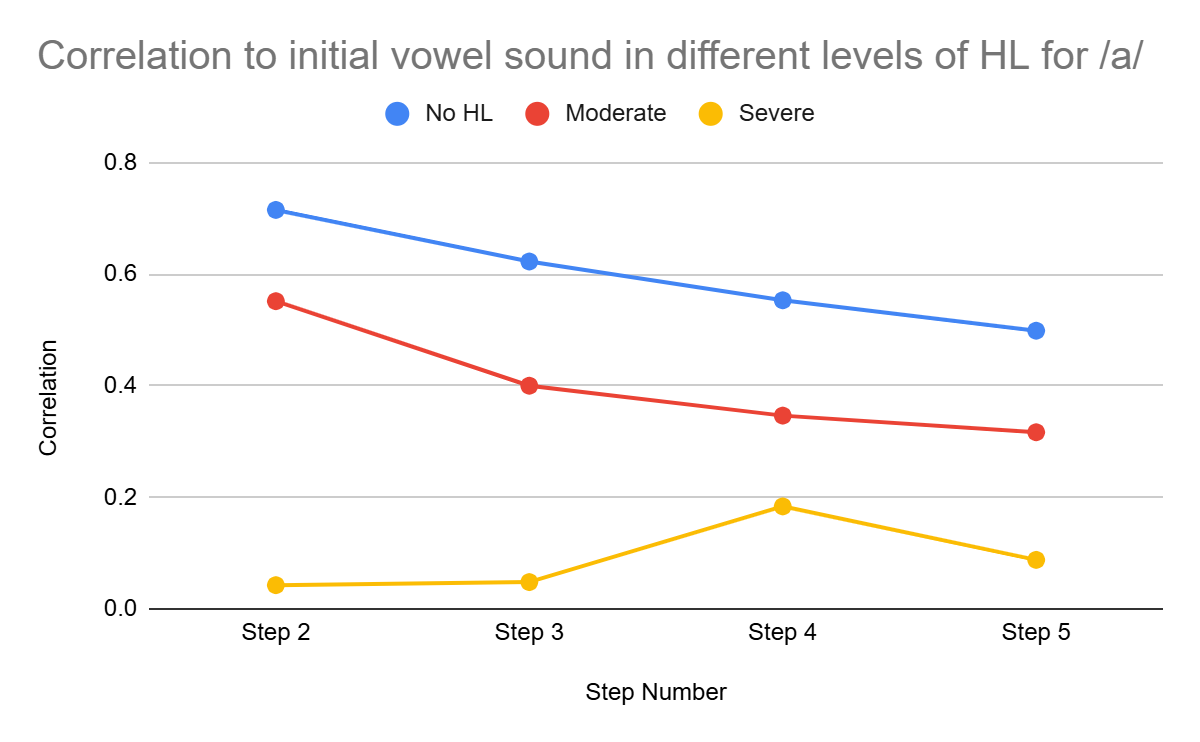 Correlation to initial vowel sound in different levels of HL for /a/
No HL Moderate Severe
0.8
0.6
0.4
0.2
0.0
Correlation
Step 2 Step 3 Step 4 Step 5
Step Number